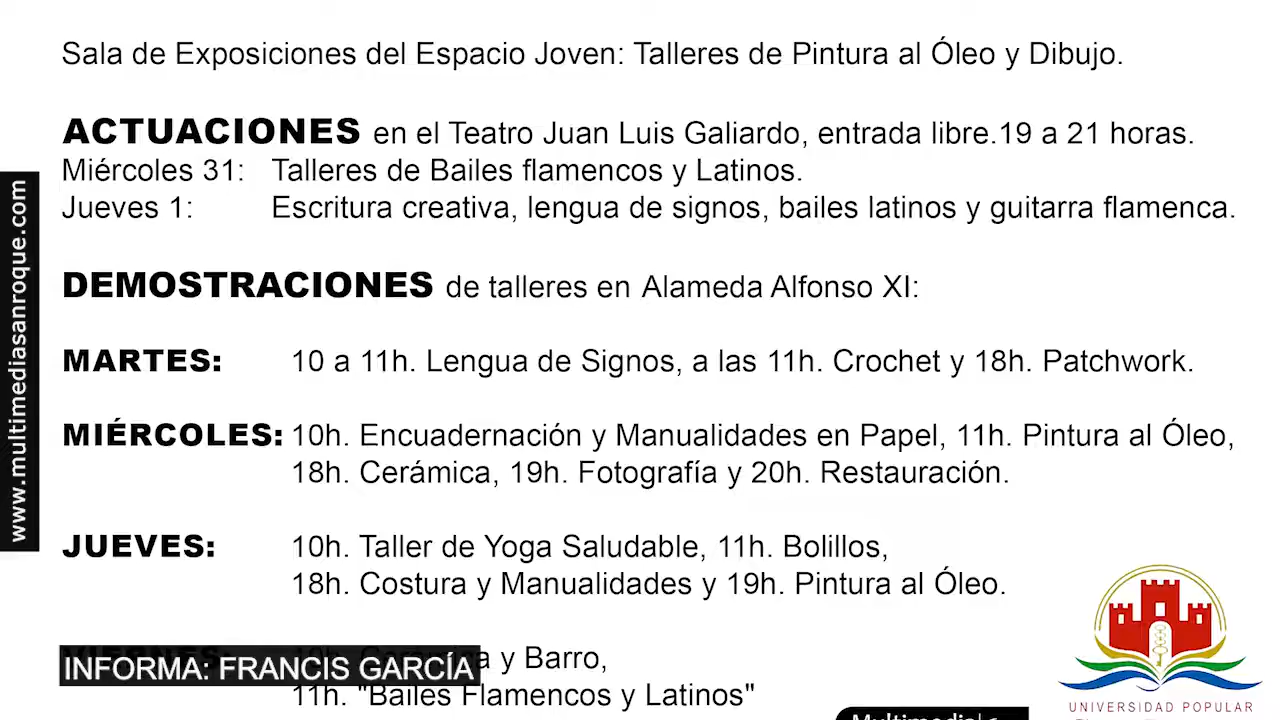 Sala de Exposiciones del Espacio Joven: Talleres de Pintura al Óleo y Dibujo.
ACTUACIONES en el Teatro Juan Luis Galiardo, entrada libre.19 a 21 horas.
Miércoles 31: Talleres de Bailes flamencos y Latinos.
Jueves 1: Escritura creativa, lengua de signos, bailes latinos y guitarra flamenca.
DEMOSTRACIONES de talleres en Alameda Alfonso XI:
MARTES: 10 a 11h. Lengua de Signos, a las 11h. Crochet y 18h. Patchwork.
MIÉRCOLES: 10h. Encuadernación y Manualidades en Papel, 11h. Pintura al Óleo,
18h. Cerámica, 19h. Fotografía y 20h. Restauración.
JUEVES: 10h. Taller de Yoga Saludable, 11h. Bolillos,
18h. Costura y Manualidades y 19h. Pintura al Óleo.
VIERNES: 10h. Cerámica y Barro,
11h. "Bailes Flamencos y Latinos"
INFORMA: FRANCIS GARCÍA
www.multimediasanroque.com
UNIVERSIDAD POPULAR
Multimedia